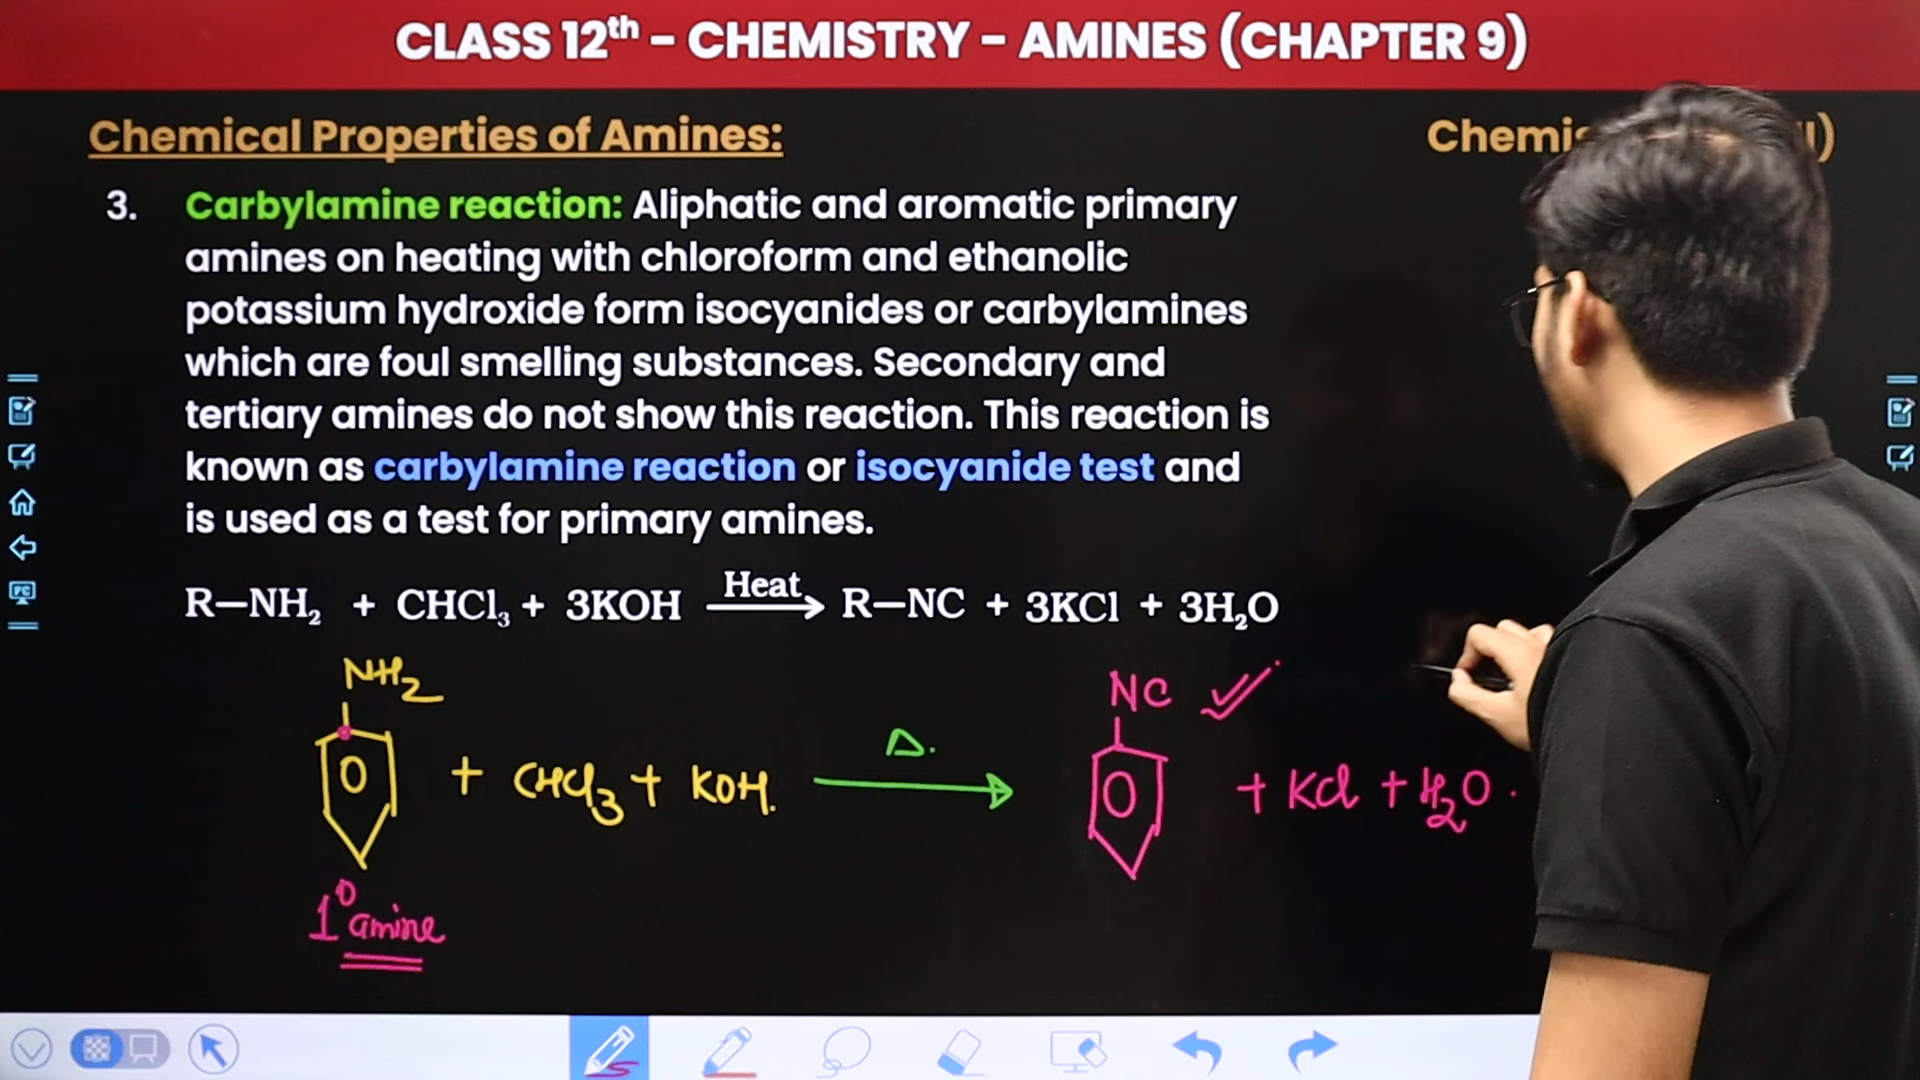 CLASS 12th - CHEMISTRY - AMINES (CHAPTER 9)
Chemical Properties of Amines:
Chemis
I)
3. Carbylamine reaction: Aliphatic and aromatic primary
amines on heating with chloroform and ethanolic
potassium hydroxide form isocyanides or carbylamines
which are foul smelling substances. Secondary and
tertiary amines do not show this reaction. This reaction is
known as carbylamine reaction or isocyanide test and
is used as a test for primary amines.
R—NH₂ + CHCl₃ + 3KOH Heat→ R—NC + 3KCl + 3H₂O
NH2
NC
O + CHCl3 + KOH. Δ. → O + KCl + H2O.
1° amine
PC